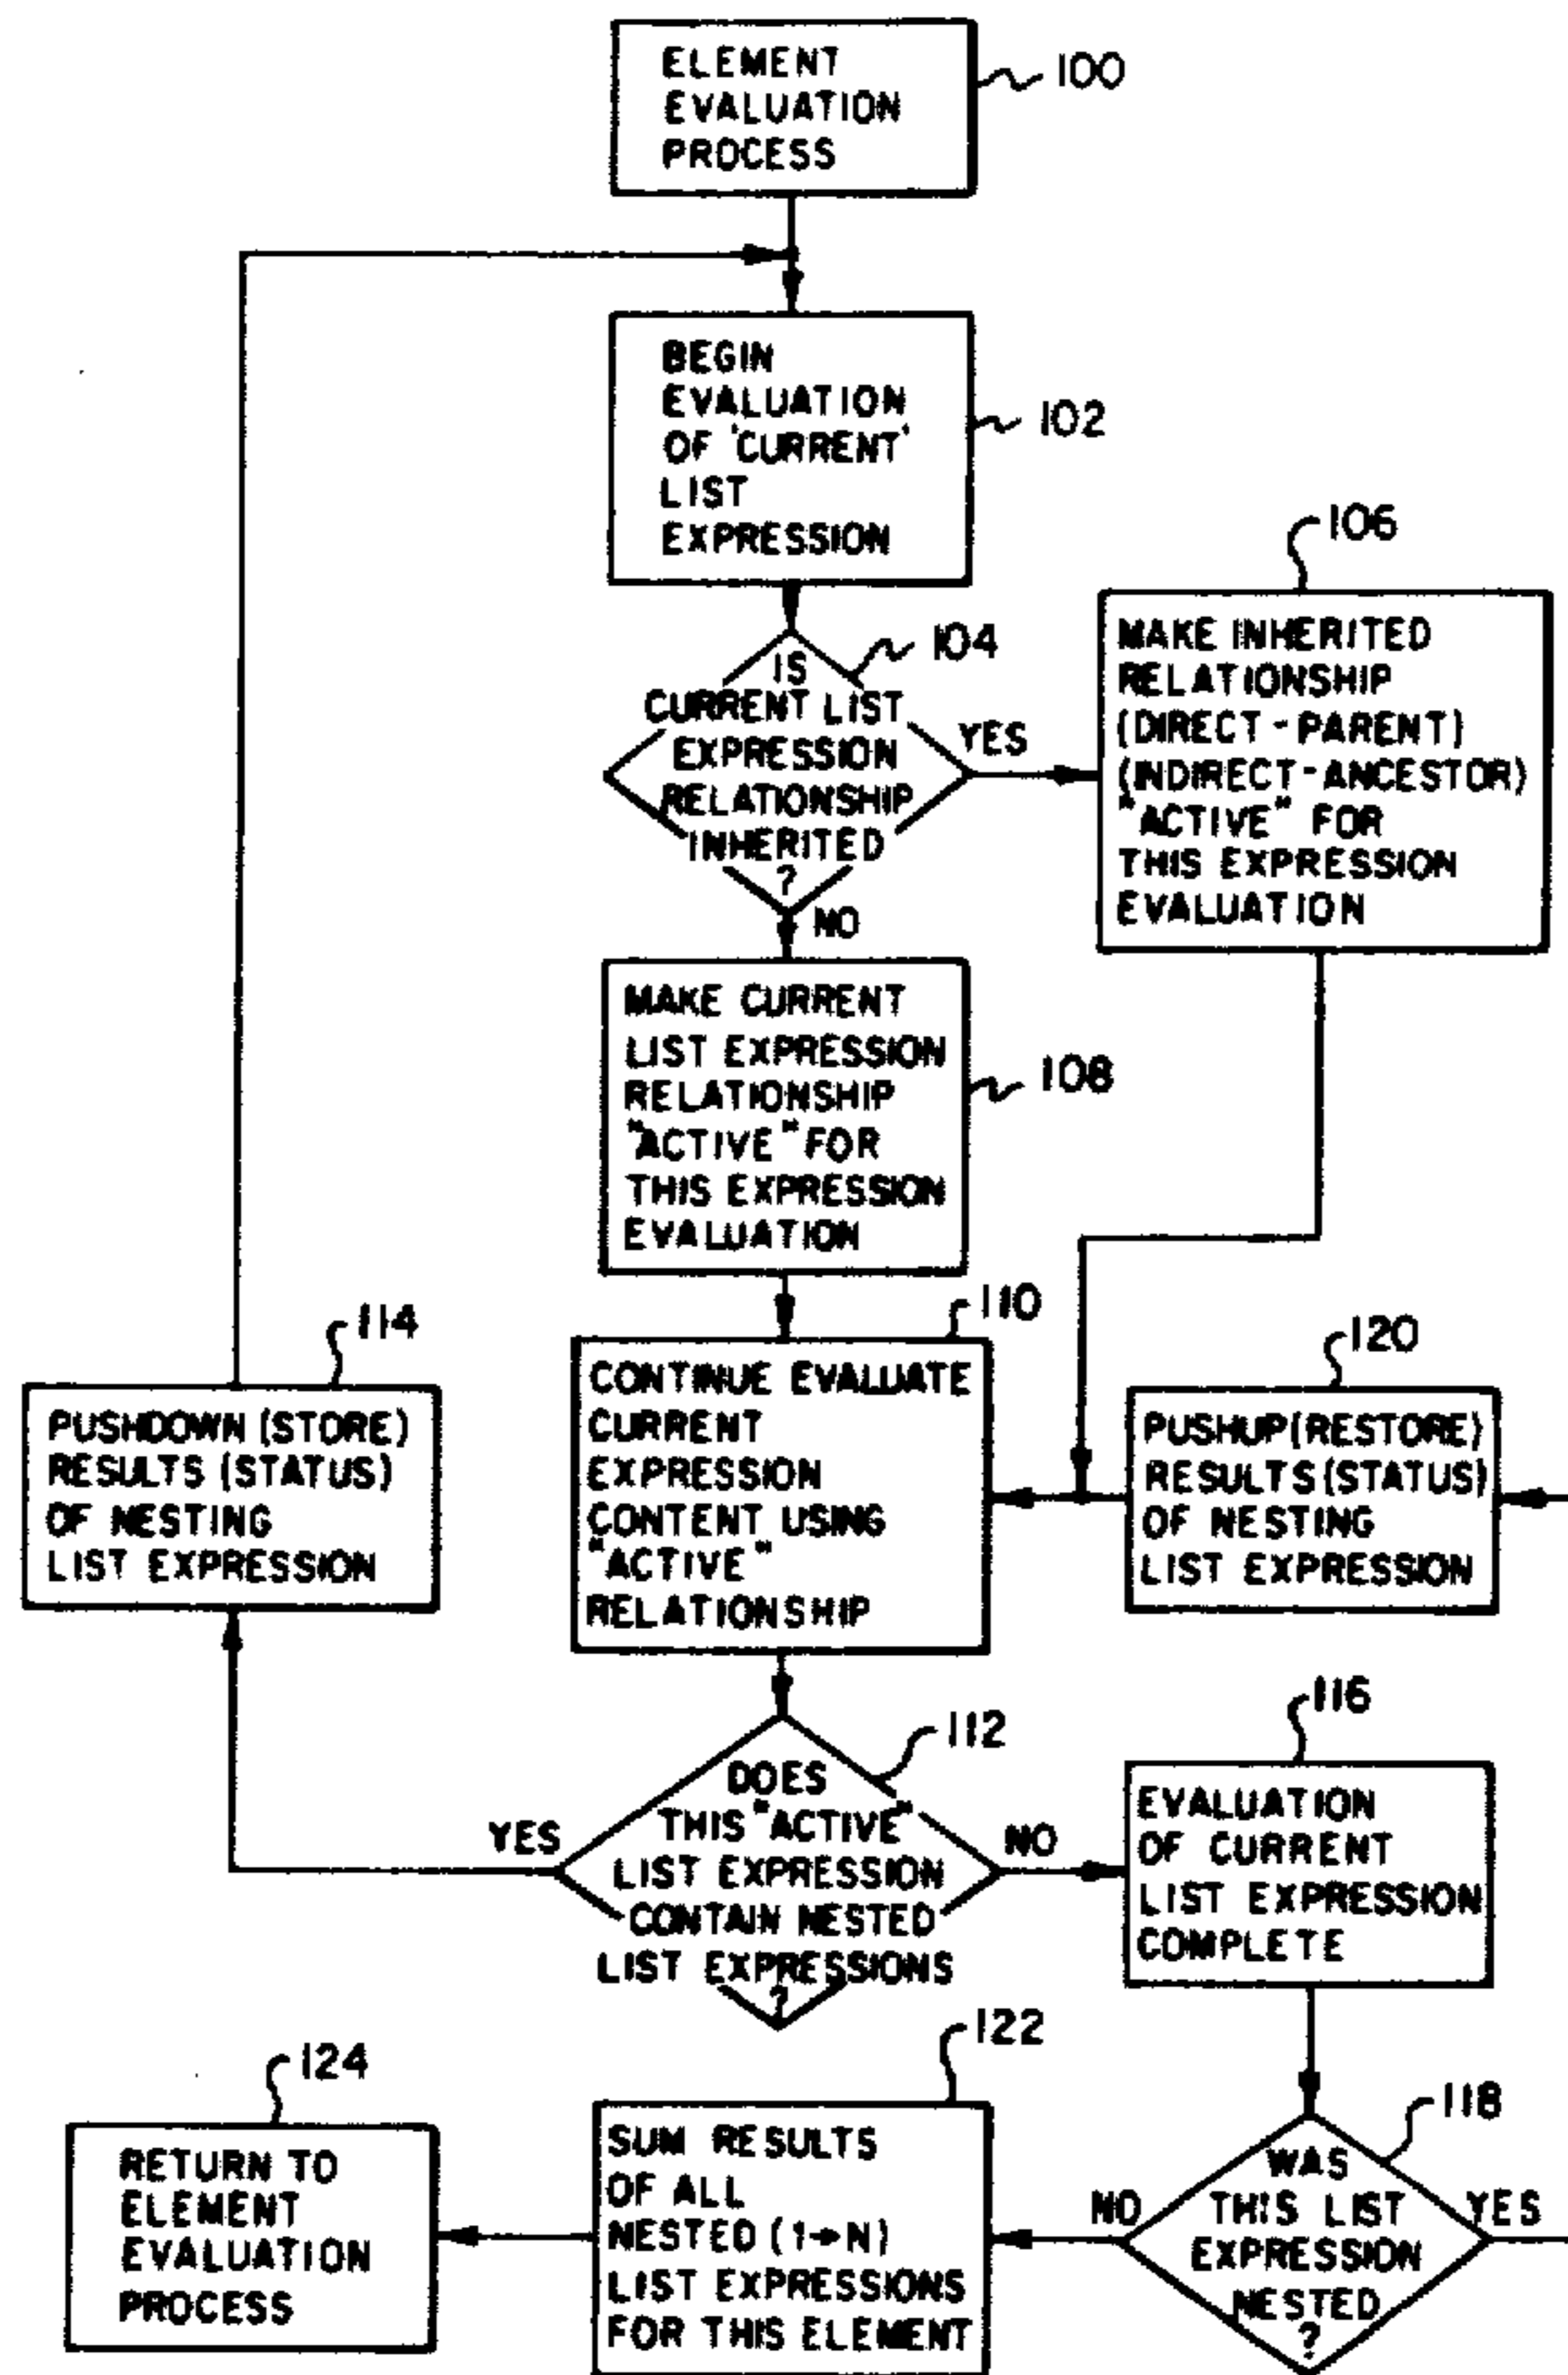 ELEMENT
EVALUATION
PROCESS
100
BEGIN
EVALUATION
OF 'CURRENT'
LIST
EXPRESSION
102
IS
CURRENT LIST
EXPRESSION
RELATIONSHIP
INHERITED
?
104
YES
NO
106
MAKE INHERITED
RELATIONSHIP
(DIRECT-PARENT)
(INDIRECT-ANCESTOR)
"ACTIVE" FOR
THIS EXPRESSION
EVALUATION
MAKE CURRENT
LIST EXPRESSION
RELATIONSHIP
"ACTIVE" FOR
THIS EXPRESSION
EVALUATION
108
110
CONTINUE EVALUATE
CURRENT
EXPRESSION
CONTENT USING
"ACTIVE"
RELATIONSHIP
114
PUSHDOWN (STORE)
RESULTS (STATUS)
OF NESTING
LIST EXPRESSION
120
PUSHUP (RESTORE)
RESULTS (STATUS)
OF NESTING
LIST EXPRESSION
112
DOES
THIS "ACTIVE"
LIST EXPRESSION
CONTAIN NESTED
LIST EXPRESSIONS
?
YES
NO
116
EVALUATION
OF CURRENT
LIST EXPRESSION
COMPLETE
118
WAS
THIS LIST
EXPRESSION
NESTED
?
NO
YES
122
SUM RESULTS
OF ALL
NESTED (1→N)
LIST EXPRESSIONS
FOR THIS ELEMENT
124
RETURN TO
ELEMENT
EVALUATION
PROCESS